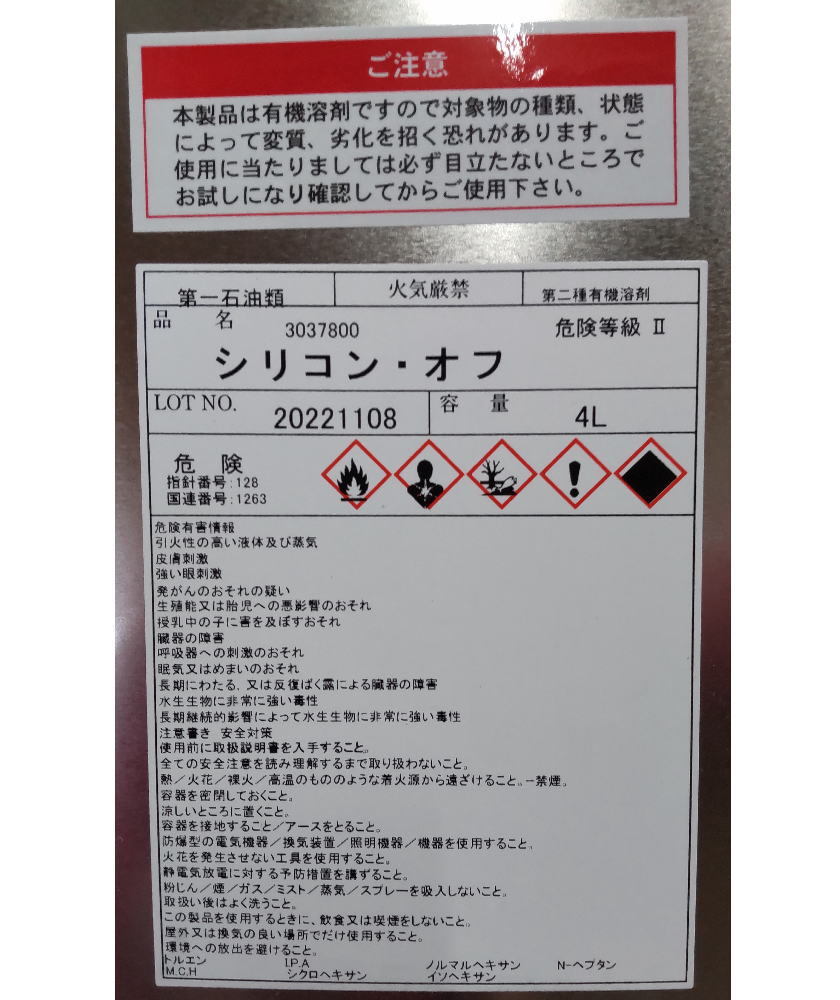 ご注意
本製品は有機溶剤ですので対象物の種類、状態
によって変質、劣化を招く恐れがあります。ご
使用に当たりましては必ず目立たないところで
お試しになり確認してからご使用下さい。
第一石油類 火気厳禁 第二種有機溶剤
品 名 3037800 危険等級 Ⅱ
シリコン・オフ
LOT NO. 20221108 容 量 4L
危 険
指針番号:128
国連番号:1263
危険有害情報
引火性の高い液体及び蒸気
皮膚刺激
強い眼刺激
発がんのおそれの疑い
生殖能又は胎児への悪影響のおそれ
授乳中の子に害を及ぼすおそれ
臓器の障害
呼吸器への刺激のおそれ
眠気又はめまいのおそれ
長期にわたる、又は反復ばく露による臓器の障害
水生生物に非常に強い毒性
長期継続的影響によって水生生物に非常に強い毒性
注意書き 安全対策
使用前に取扱説明書を入手すること。
全ての安全注意を読み理解するまで取り扱わないこと。
熱/火花/裸火/高温のもののような着火源から遠ざけること。-禁煙。
容器を密閉しておくこと。
涼しいところに置くこと。
容器を接地すること/アースをとること。
防爆型の電気機器/換気装置/照明機器/機器を使用すること。
火花を発生させない工具を使用すること。
静電気放電に対する予防措置を講ずること。
粉じん/煙/ガス/ミスト/蒸気/スプレーを吸入しないこと。
取扱い後はよく洗うこと。
この製品を使用するときに、飲食又は喫煙をしないこと。
屋外又は換気の良い場所でだけ使用すること。
環境への放出を避けること。
トルエン I.P.A ノルマルヘキサン N-ヘプタン
M.C.H シクロヘキサン イソヘキサン